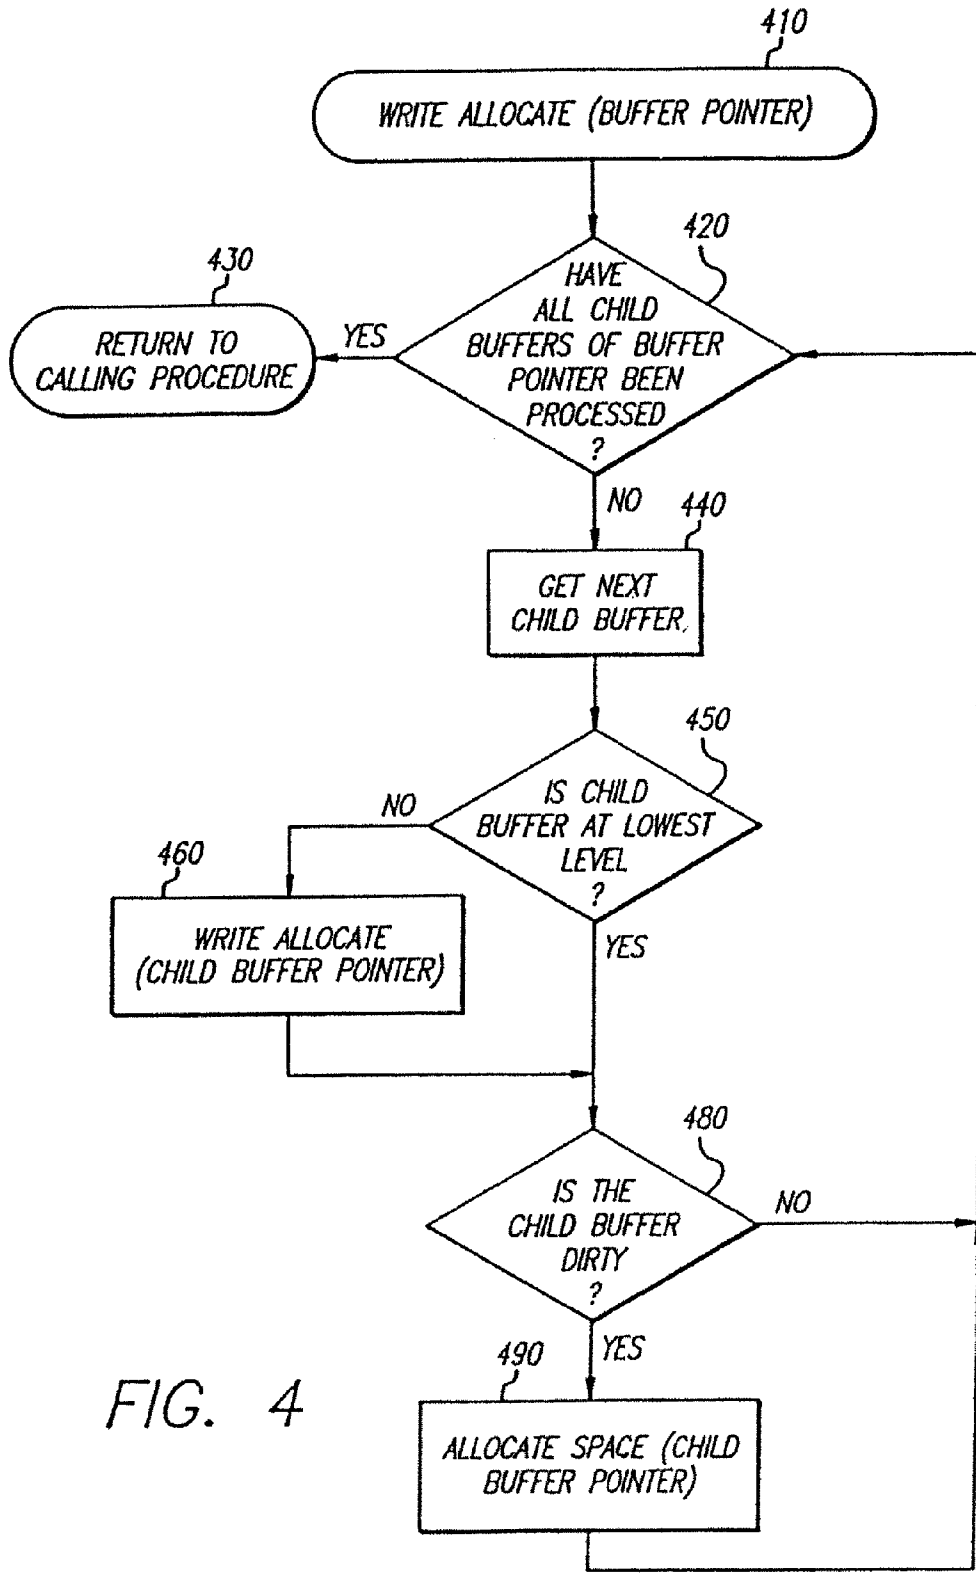 410
WRITE ALLOCATE (BUFFER POINTER)
420
HAVE
ALL CHILD
BUFFERS OF BUFFER
POINTER BEEN
PROCESSED
?
430
RETURN TO
CALLING PROCEDURE
YES
NO
440
GET NEXT
CHILD BUFFER
450
IS CHILD
BUFFER AT LOWEST
LEVEL
?
NO
460
WRITE ALLOCATE
(CHILD BUFFER POINTER)
YES
480
IS THE
CHILD BUFFER
DIRTY
?
NO
YES
490
ALLOCATE SPACE (CHILD
BUFFER POINTER)
FIG. 4